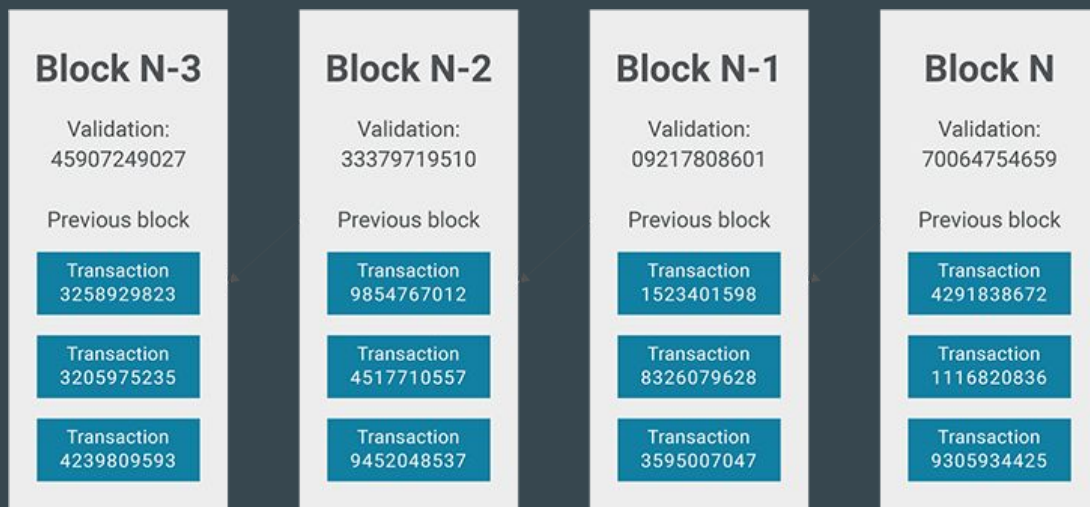 Block N-3
Validation:
45907249027
Previous block
Transaction
3258929823
Transaction
3205975235
Transaction
4239809593
Block N-2
Validation:
33379719510
Previous block
Transaction
9854767012
Transaction
4517710557
Transaction
9452048537
Block N-1
Validation:
09217808601
Previous block
Transaction
1523401598
Transaction
8326079628
Transaction
3595007047
Block N
Validation:
70064754659
Previous block
Transaction
4291838672
Transaction
1116820836
Transaction
9305934425